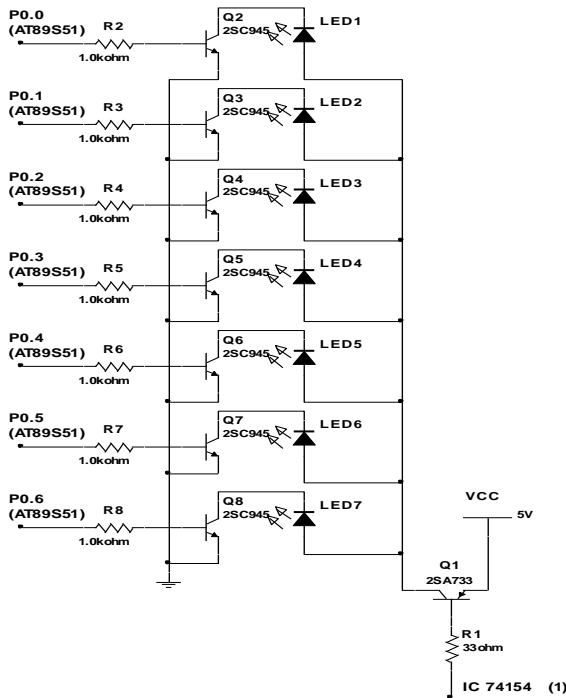 P0.0
(AT89S51)
R2
1.0kohm
Q2
2SC945
LED1
P0.1
(AT89S51)
R3
1.0kohm
Q3
2SC945
LED2
P0.2
(AT89S51)
R4
1.0kohm
Q4
2SC945
LED3
P0.3
(AT89S51)
R5
1.0kohm
Q5
2SC945
LED4
P0.4
(AT89S51)
R6
1.0kohm
Q6
2SC945
LED5
P0.5
(AT89S51)
R7
1.0kohm
Q7
2SC945
LED6
P0.6
(AT89S51)
R8
1.0kohm
Q8
2SC945
LED7
VCC
5V
Q1
2SA733
R1
33ohm
IC 74154 (1)